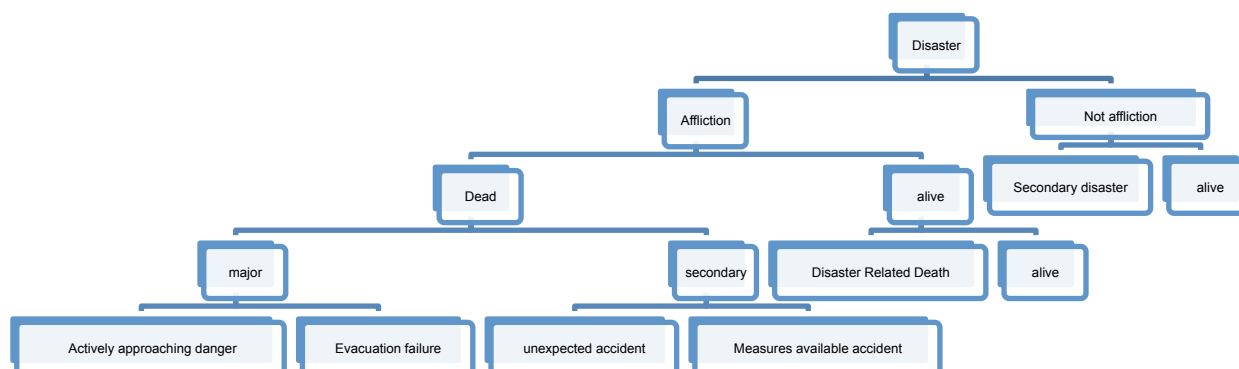 Disaster
Affliction
Not affliction
Dead
alive
Secondary disaster
alive
major
secondary
Disaster Related Death
alive
Actively approaching danger
Evacuation failure
unexpected accident
Measures available accident